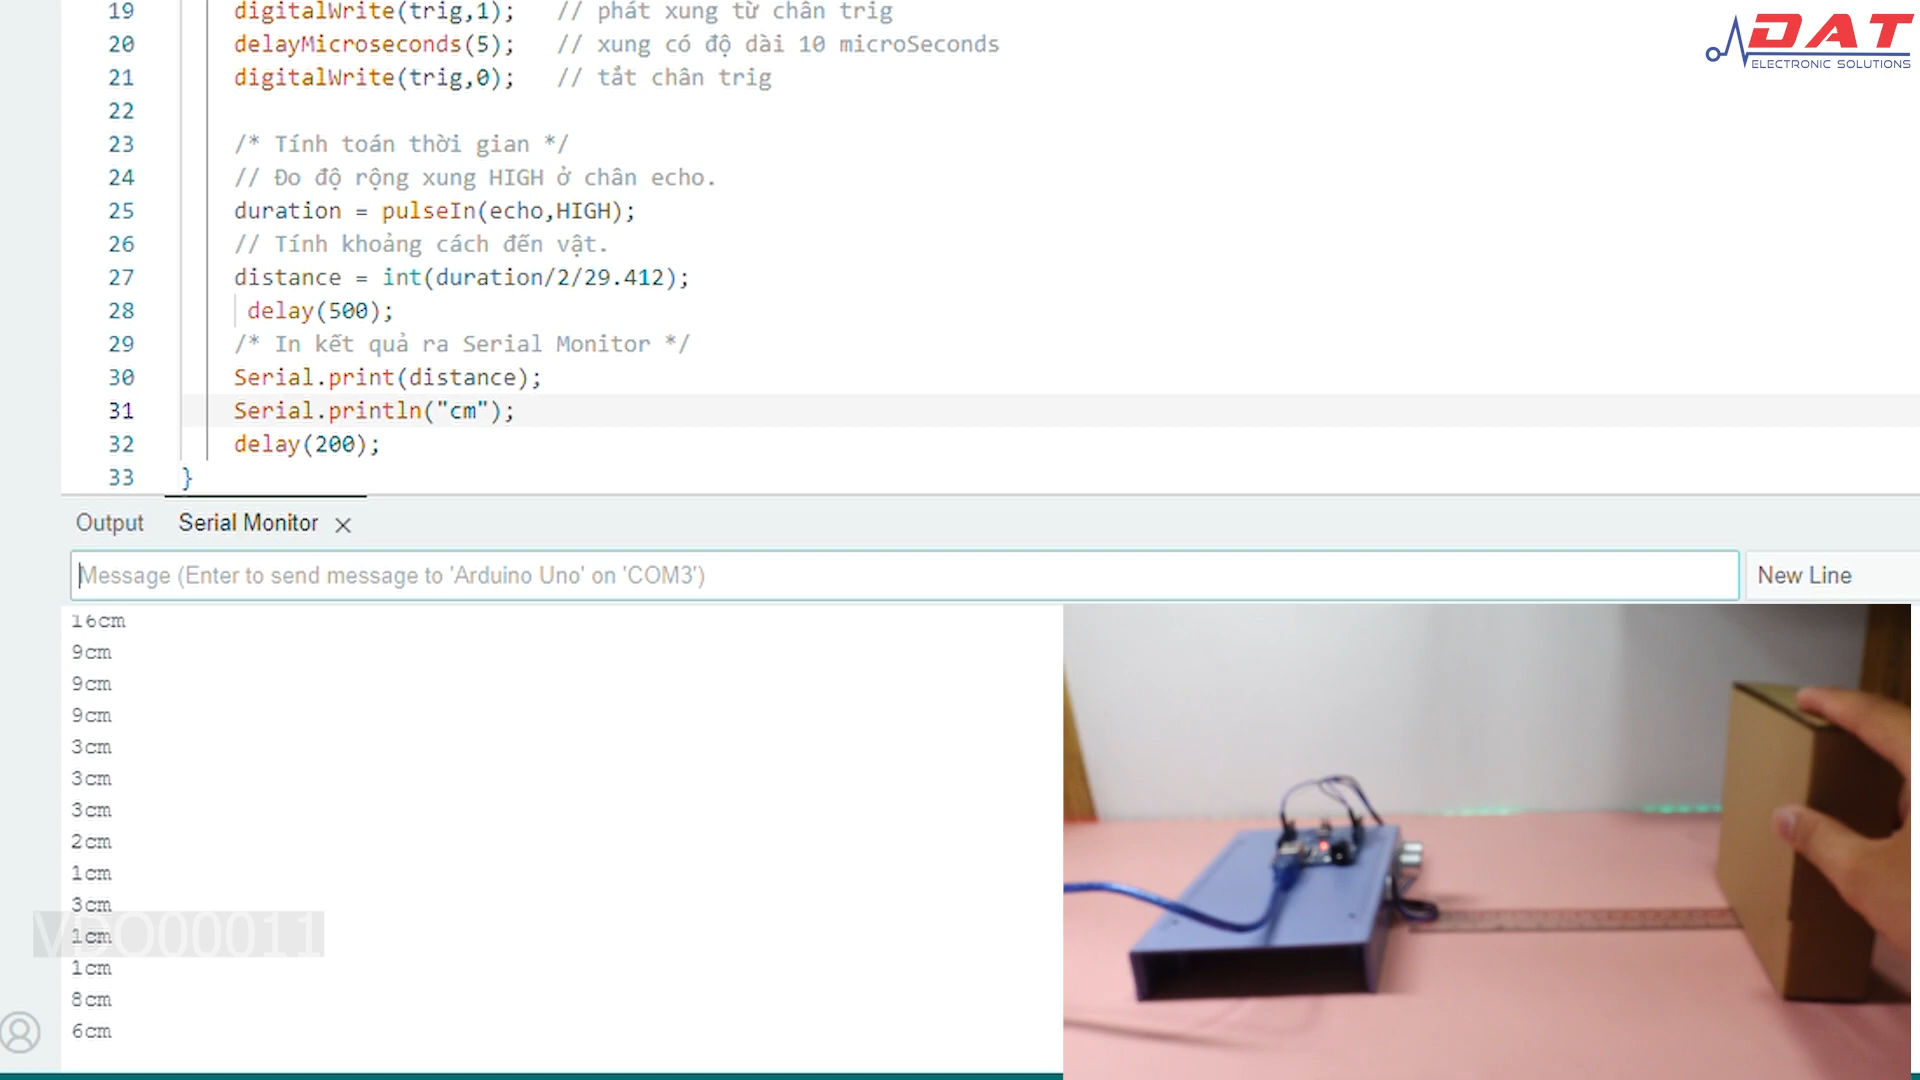 19 digitalWrite(trig,1); // phát xung từ chân trig
20 delayMicroseconds(5); // xung có độ dài 10 microSeconds
21 digitalWrite(trig,0); // tắt chân trig
22
23 /* Tính toán thời gian */
24 // Đo độ rộng xung HIGH ở chân echo.
25 duration = pulseIn(echo,HIGH);
26 // Tính khoảng cách đến vật.
27 distance = int(duration/2/29.412);
28 delay(500);
29 /* In kết quả ra Serial Monitor */
30 Serial.print(distance);
31 Serial.println("cm");
32 delay(200);
33 }
DAT
ELECTRONIC SOLUTIONS
Output Serial Monitor
Message (Enter to send message to 'Arduino Uno' on 'COM3') New Line
16cm
9cm
9cm
9cm
3cm
3cm
3cm
2cm
1cm
3cm
1cm
1cm
8cm
6cm
VDO00011